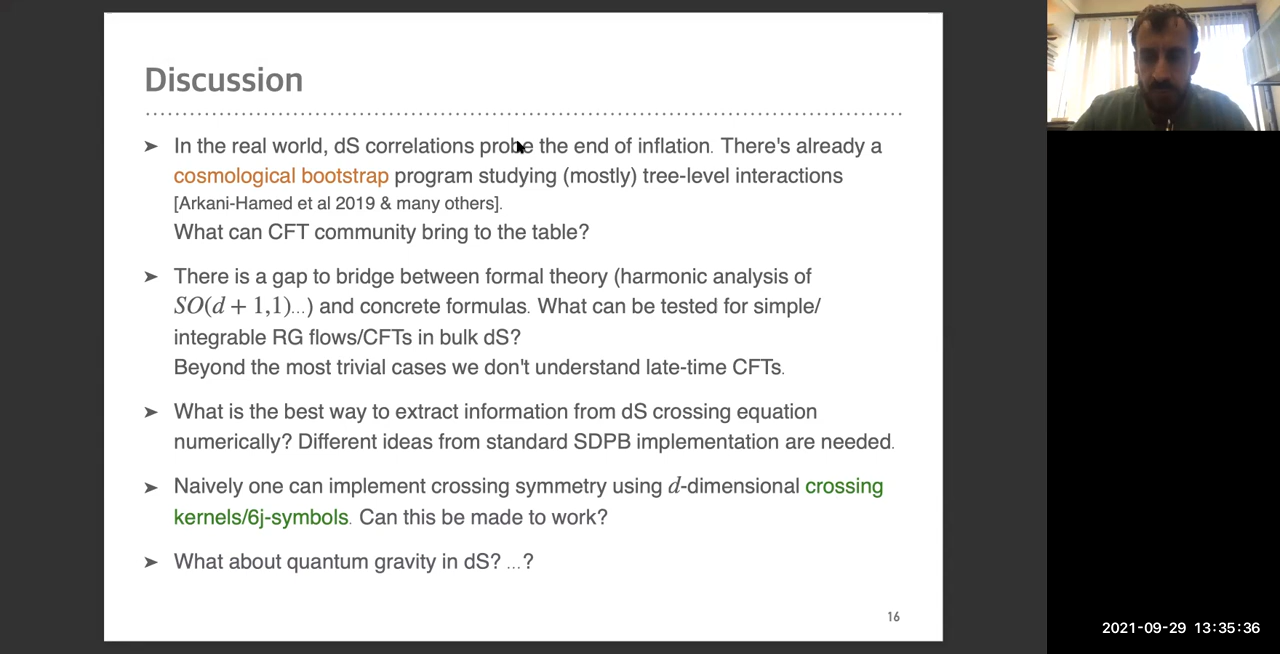 Discussion
➤ In the real world, dS correlations probe the end of inflation. There's already a
cosmological bootstrap program studying (mostly) tree-level interactions
[Arkani-Hamed et al 2019 & many others].
What can CFT community bring to the table?
➤ There is a gap to bridge between formal theory (harmonic analysis of
SO(d + 1,1)...) and concrete formulas. What can be tested for simple/
integrable RG flows/CFTs in bulk dS?
Beyond the most trivial cases we don't understand late-time CFTs.
➤ What is the best way to extract information from dS crossing equation
numerically? Different ideas from standard SDPB implementation are needed.
➤ Naively one can implement crossing symmetry using d-dimensional crossing
kernels/6j-symbols. Can this be made to work?
➤ What about quantum gravity in dS? ...?
16
2021-09-29 13:35:36